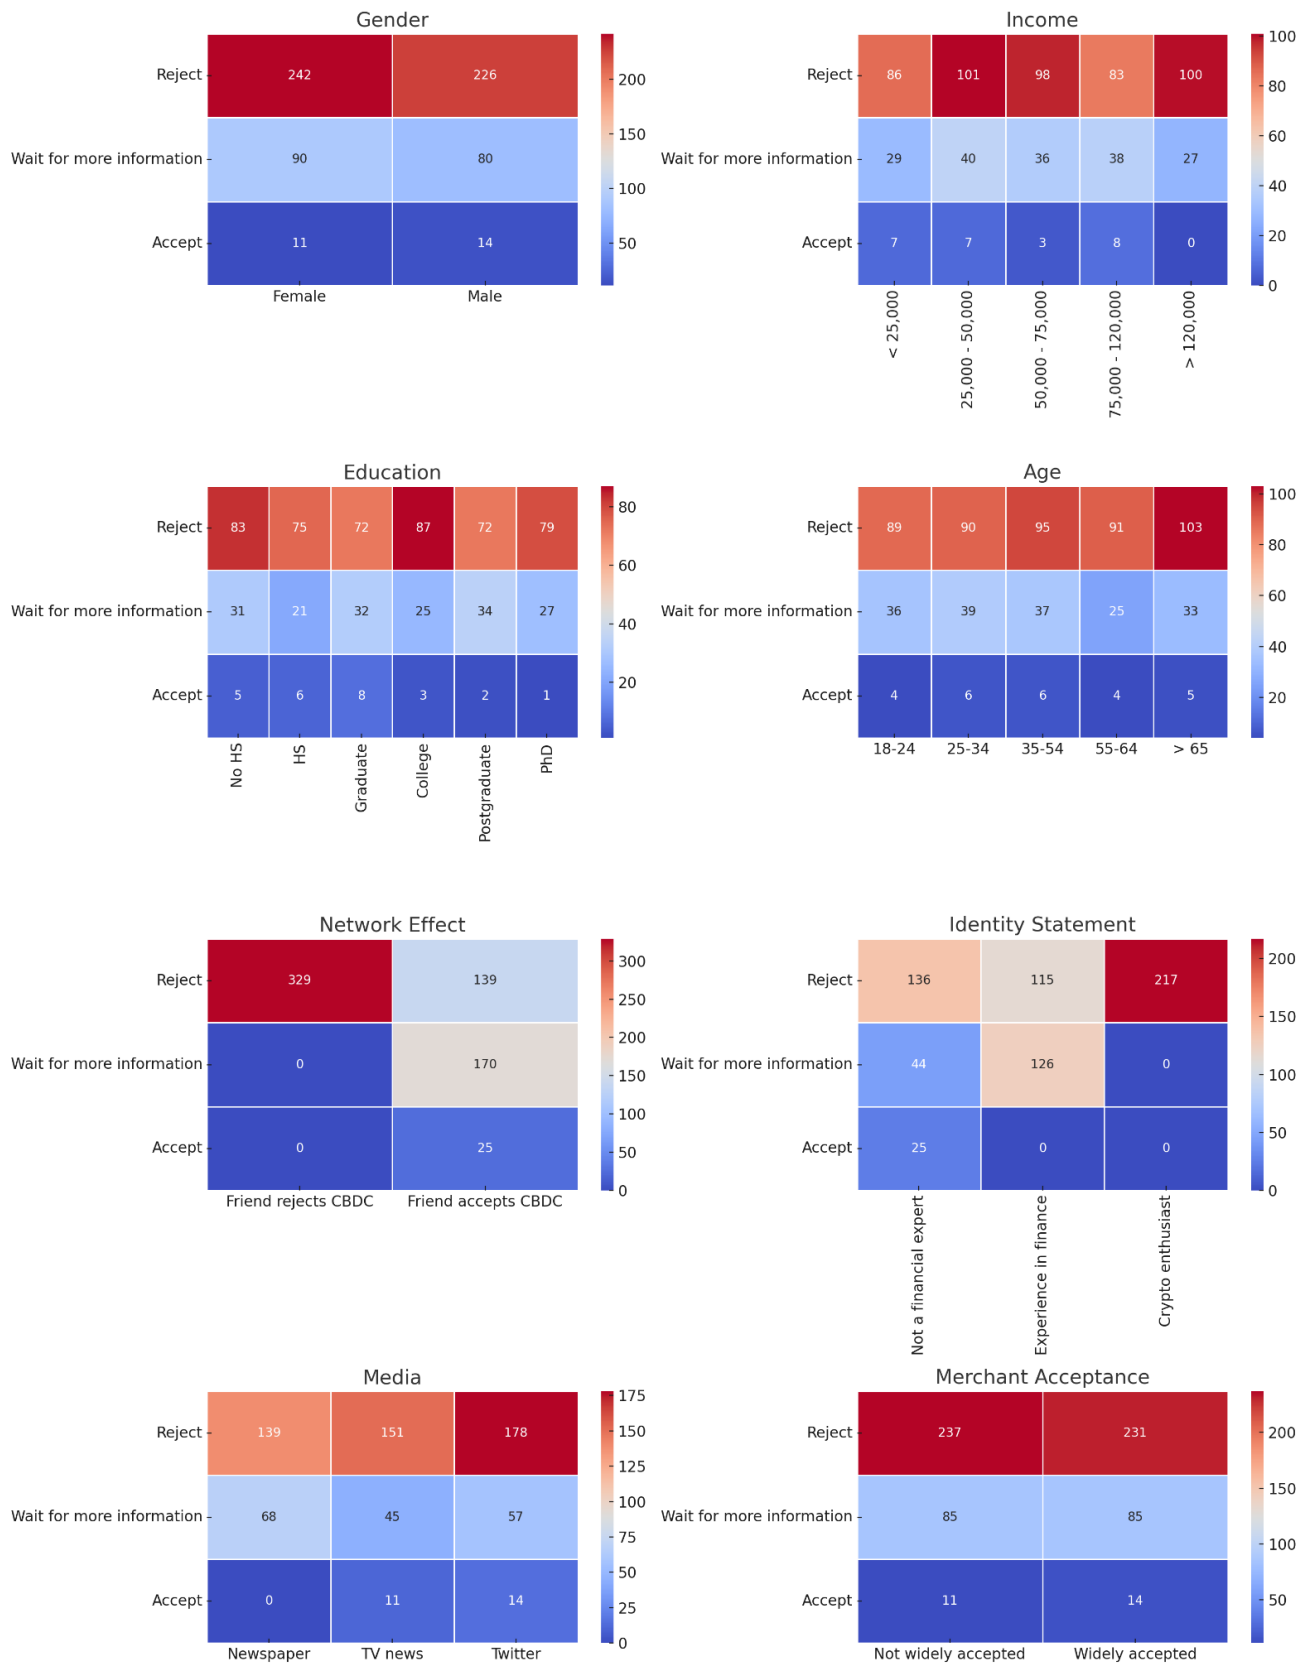 Gender
Reject 242 226 200
150
Wait for more information 90 80 100
Accept 11 14 50
Female Male
Income
100
Reject 86 101 98 83 100 80
60
Wait for more information 29 40 36 38 27 40
20
Accept 7 7 3 8 0
0
< 25,000 25,000 - 50,000 50,000 - 75,000 75,000 - 120,000 > 120,000
Education
Reject 83 75 72 87 72 79 80
60
Wait for more information 31 21 32 25 34 27 40
20
Accept 5 6 8 3 2 1
No HS HS Graduate College Postgraduate PhD
Age
100
Reject 89 90 95 91 103 80
60
Wait for more information 36 39 37 25 33 40
20
Accept 4 6 6 4 5
18-24 25-34 35-54 55-64 > 65
Network Effect
300
Reject 329 139 250
200
Wait for more information 0 170 150
100
Accept 0 25 50
0
Friend rejects CBDC Friend accepts CBDC
Identity Statement
200
Reject 136 115 217 150
Wait for more information 44 126 0 100
50
Accept 25 0 0
0
Not a financial expert Experience in finance Crypto enthusiast
Media
175
Reject 139 151 178 150
125
100
Wait for more information 68 45 57 75
50
Accept 0 11 14 25
0
Newspaper TV news Twitter
Merchant Acceptance
Reject 237 231 200
150
Wait for more information 85 85 100
Accept 11 14 50
Not widely accepted Widely accepted